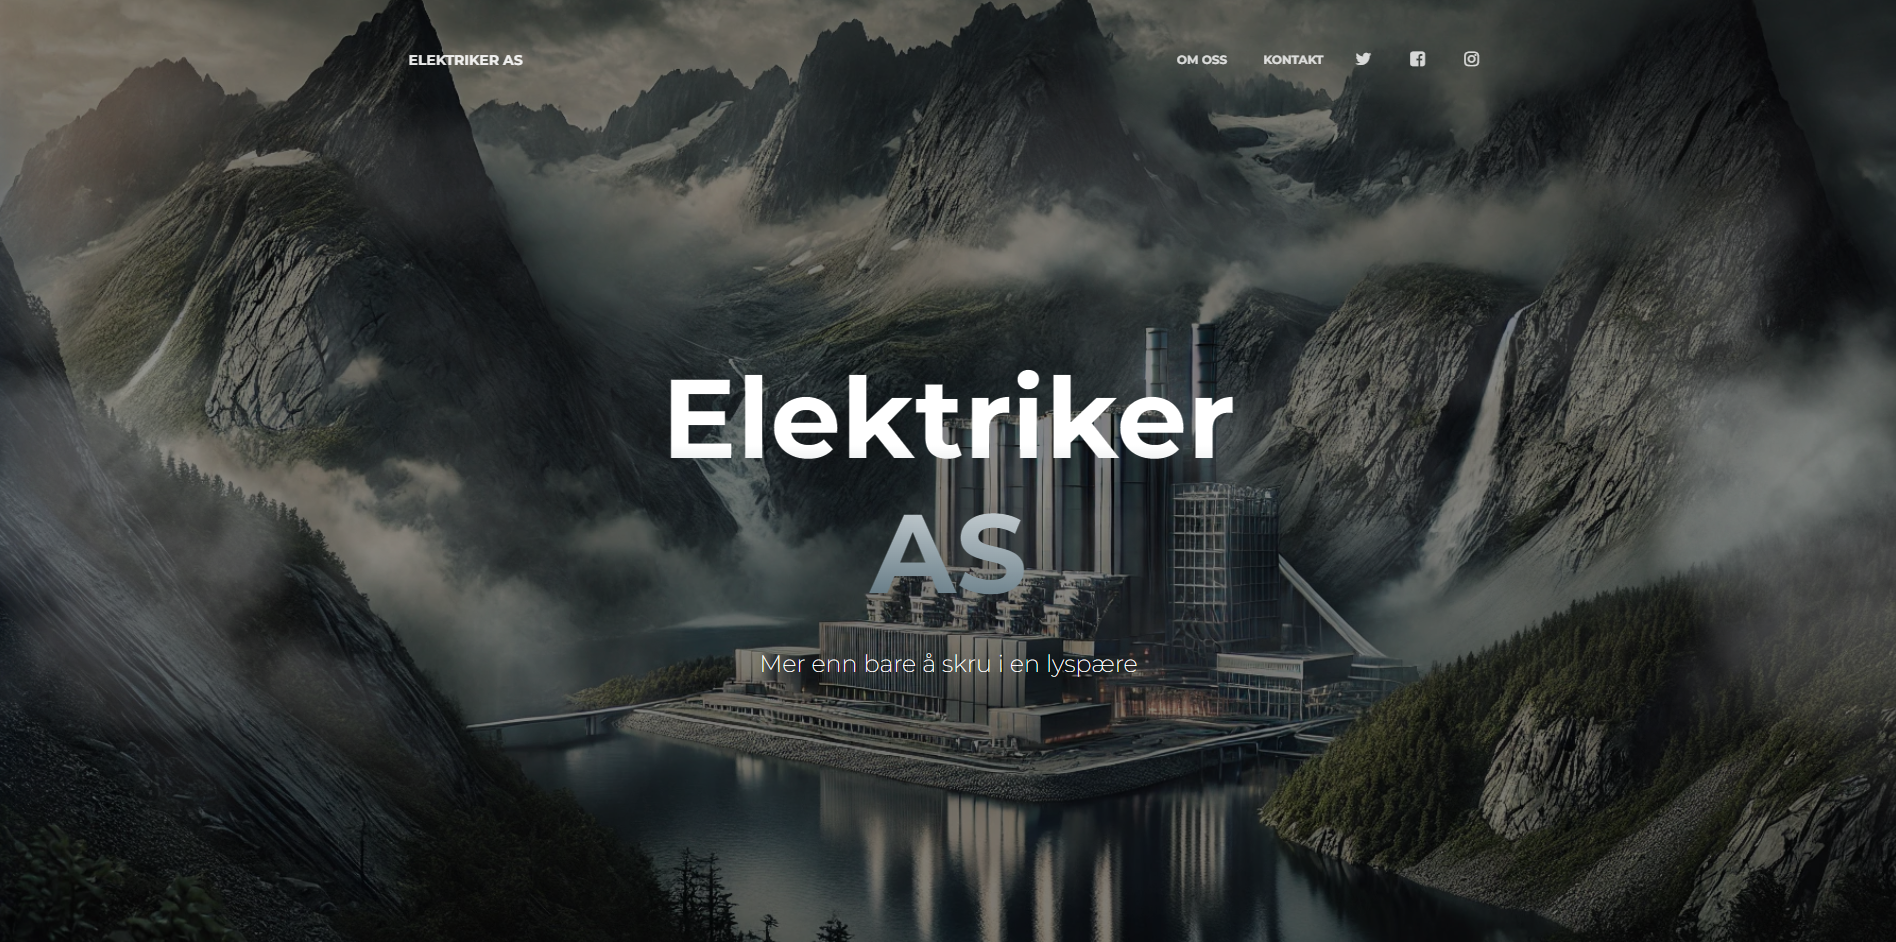 ELEKTRIKER AS
OM OSS KONTAKT
Elektriker
AS
Mer enn bare å skru i en lyspære